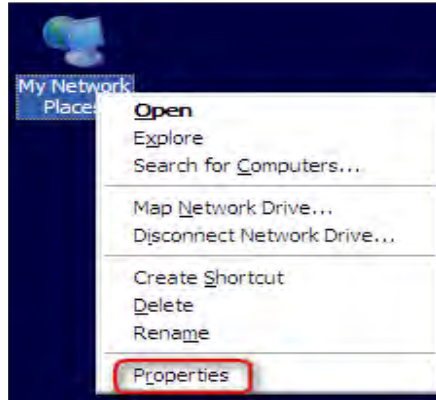 My Network
Places
Open
Explore
Search for Computers...
Map Network Drive...
Disconnect Network Drive...
Create Shortcut
Delete
Rename
Properties